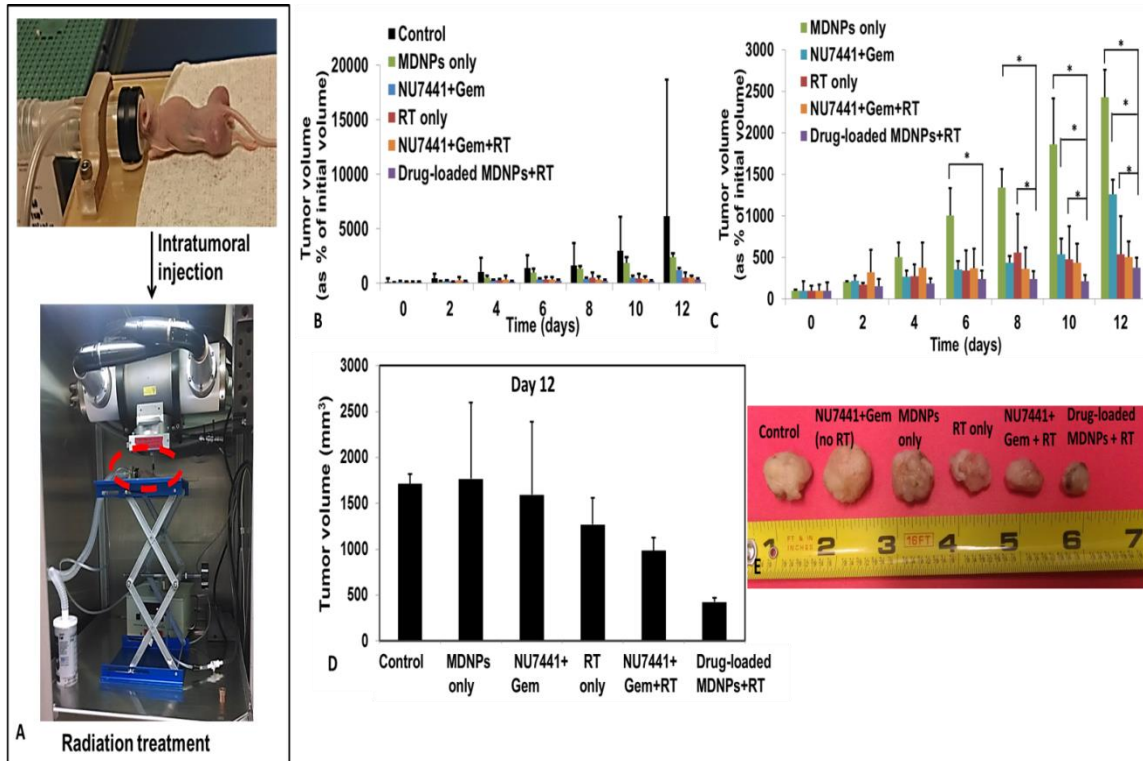 Intratumoral
injection
A
Radiation treatment
Control
MDNPs only
NU7441+Gem
RT only
NU7441+Gem+RT
Drug-loaded MDNPs+RT
Tumor volume
(as % of initial volume)
20000
15000
10000
5000
0
0 2 4 6 8 10 12
Time (days)
B
MDNPs only
NU7441+Gem
RT only
NU7441+Gem+RT
Drug-loaded MDNPs+RT
Tumor volume
(as % of initial volume)
3000
2500
2000
1500
1000
500
0
* * * * * * * * *
0 2 4 6 8 10 12
Time (days)
C
Day 12
Tumor volume (mm³)
3000
2500
2000
1500
1000
500
0
Control
MDNPs
only
NU7441+
Gem
RT
only
NU7441+
Gem+RT
Drug-loaded
MDNPs+RT
D
Control
NU7441+Gem
(no RT)
MDNPs
only
RT only
NU7441+
Gem + RT
Drug-loaded
MDNPs + RT
1 2 3 4 5 6 7
FT & IN
INCHES
16FT
E